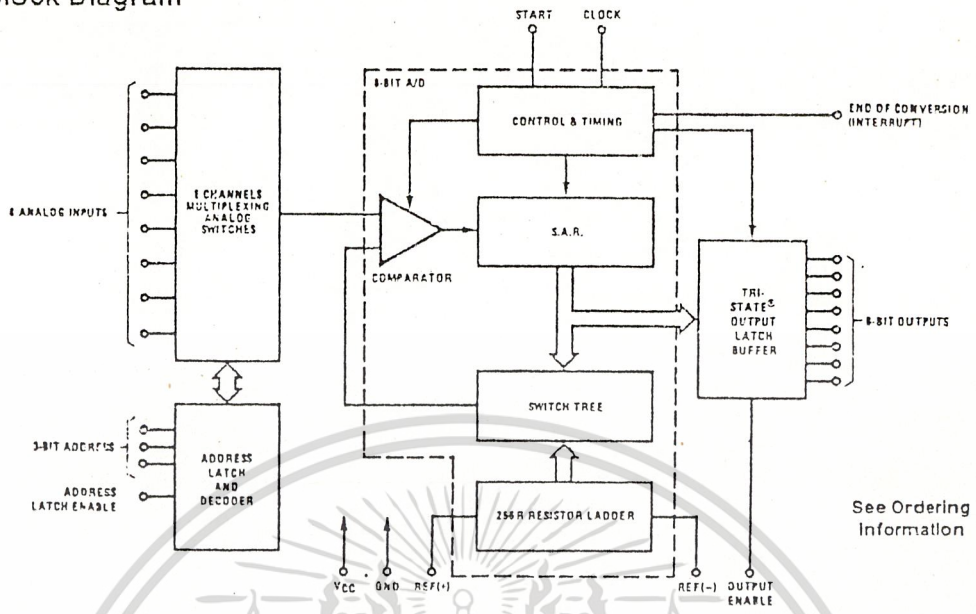 Block Diagram
START
CLOCK
8-BIT A/D
CONTROL & TIMING
END OF CONVERSION
(INTERRUPT)
8 CHANNELS
MULTIPLEXING
ANALOG
SWITCHES
8 ANALOG INPUTS
S.A.R.
COMPARATOR
TRI-
STATE®
OUTPUT
LATCH
BUFFER
8-BIT OUTPUTS
SWITCH TREE
3-BIT ADDRESS
ADDRESS
LATCH ENABLE
ADDRESS
LATCH
AND
DECODER
256R RESISTOR LADDER
See Ordering
Information
VCC
GND
REF(+)
REF(−)
OUTPUT
ENABLE